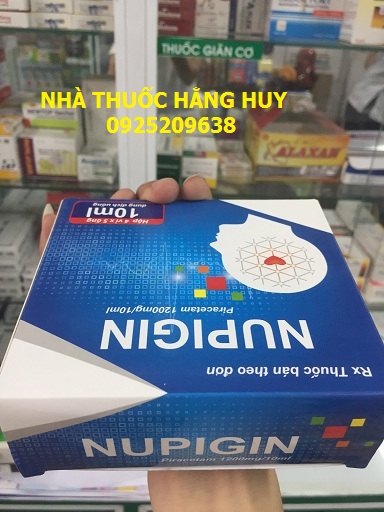 THUỐC GIÃN CƠ
NHÀ THUỐC HẰNG HUY
0925209638
ALAXAN
Rx Thuốc bán theo đơn
NUPIGIN
Piracetam 1200mg/10ml
Hộp 4 vỉ x 5 ống
dung dịch uống
10ml
NUPIGIN
Piracetam 1200mg/10ml